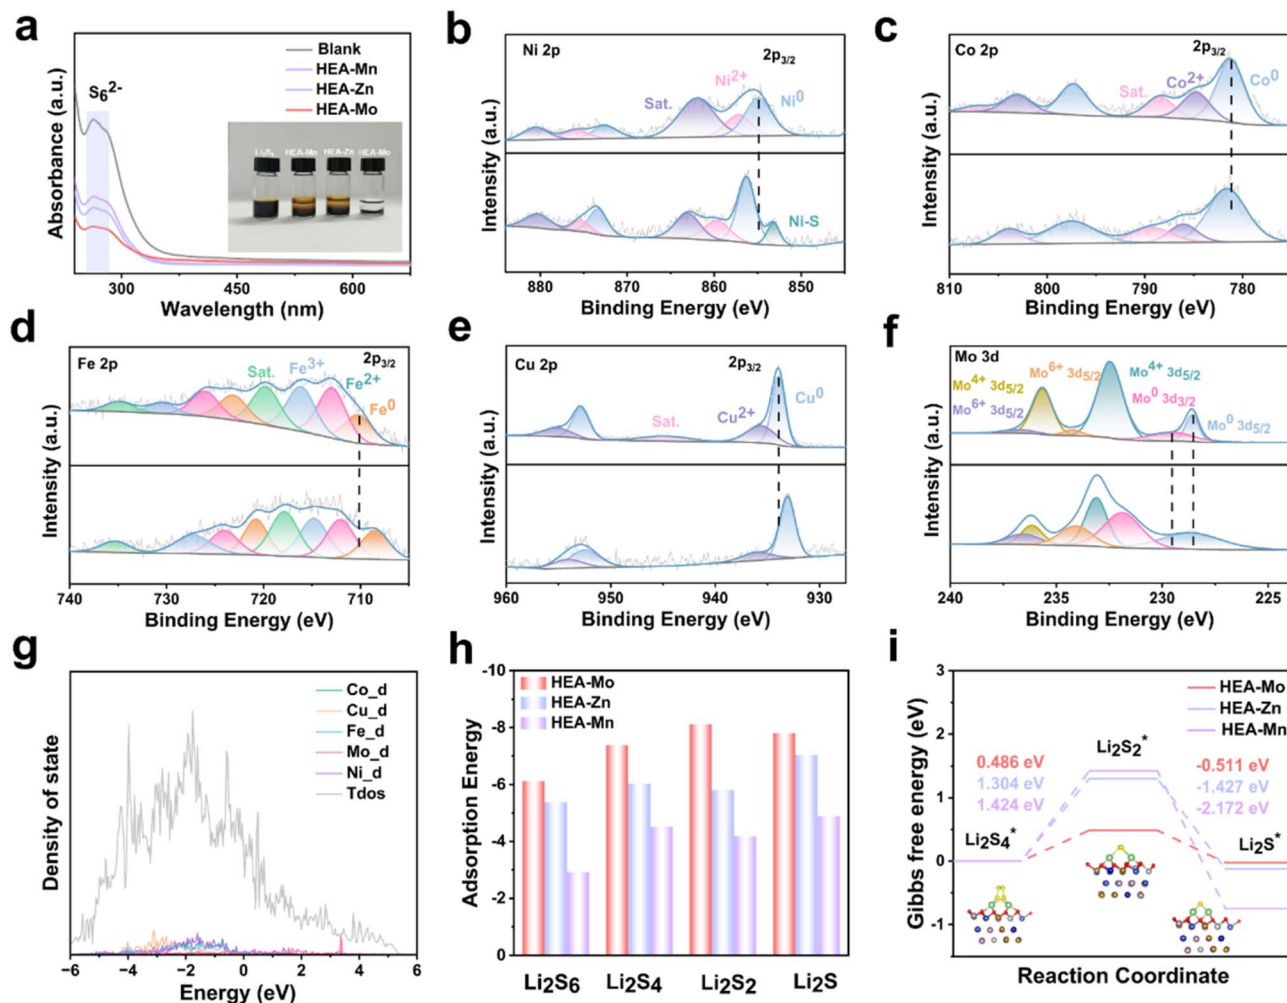 a
Absorbance (a.u.)
S₆²⁻
Blank
HEA-Mn
HEA-Zn
HEA-Mo
Li₂S₆ HEA-Mn HEA-Zn HEA-Mo
300 450 600
Wavelength (nm)
b
Ni 2p
2p₃/₂
Ni²⁺
Sat.
Ni⁰
Ni-S
Intensity (a.u.)
880 870 860 850
Binding Energy (eV)
c
Co 2p
2p₃/₂
Sat.
Co²⁺
Co⁰
Intensity (a.u.)
810 800 790 780
Binding Energy (eV)
d
Fe 2p
2p₃/₂
Sat.
Fe³⁺
Fe²⁺
Fe⁰
Intensity (a.u.)
740 730 720 710
Binding Energy (eV)
e
Cu 2p
2p₃/₂
Sat.
Cu²⁺
Cu⁰
Intensity (a.u.)
960 950 940 930
Binding Energy (eV)
f
Mo 3d
Mo⁴⁺ 3d₅/₂
Mo⁶⁺ 3d₅/₂
Mo⁶⁺ 3d₅/₂
Mo⁴⁺ 3d₅/₂
Mo⁰ 3d₃/₂
Mo⁰ 3d₅/₂
Intensity (a.u.)
240 235 230 225
Binding Energy (eV)
g
Density of state
Co_d
Cu_d
Fe_d
Mo_d
Ni_d
Tdos
−6 −4 −2 0 2 4 6
Energy (eV)
h
Adsorption Energy
-10
-8
-6
-4
-2
0
HEA-Mo
HEA-Zn
HEA-Mn
Li₂S₆ Li₂S₄ Li₂S₂ Li₂S
i
Gibbs free energy (eV)
3
2
1
0
-1
HEA-Mo
HEA-Zn
HEA-Mn
Li₂S₂*
0.486 eV
1.304 eV
1.424 eV
-0.511 eV
-1.427 eV
-2.172 eV
Li₂S₄*
Li₂S*
Reaction Coordinate